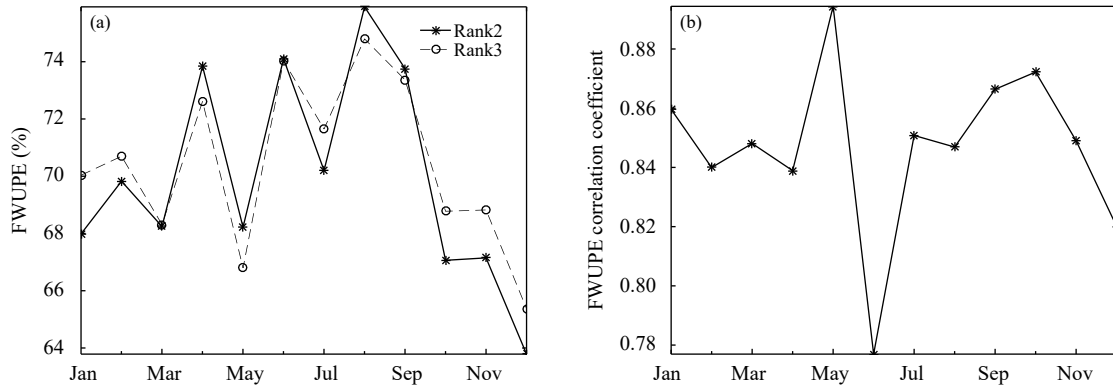 (a)
Rank2
Rank3
FWUPE (%)
74
72
70
68
66
64
Jan
Mar
May
Jul
Sep
Nov
(b)
FWUPE correlation coefficient
0.88
0.86
0.84
0.82
0.80
0.78
Jan
Mar
May
Jul
Sep
Nov